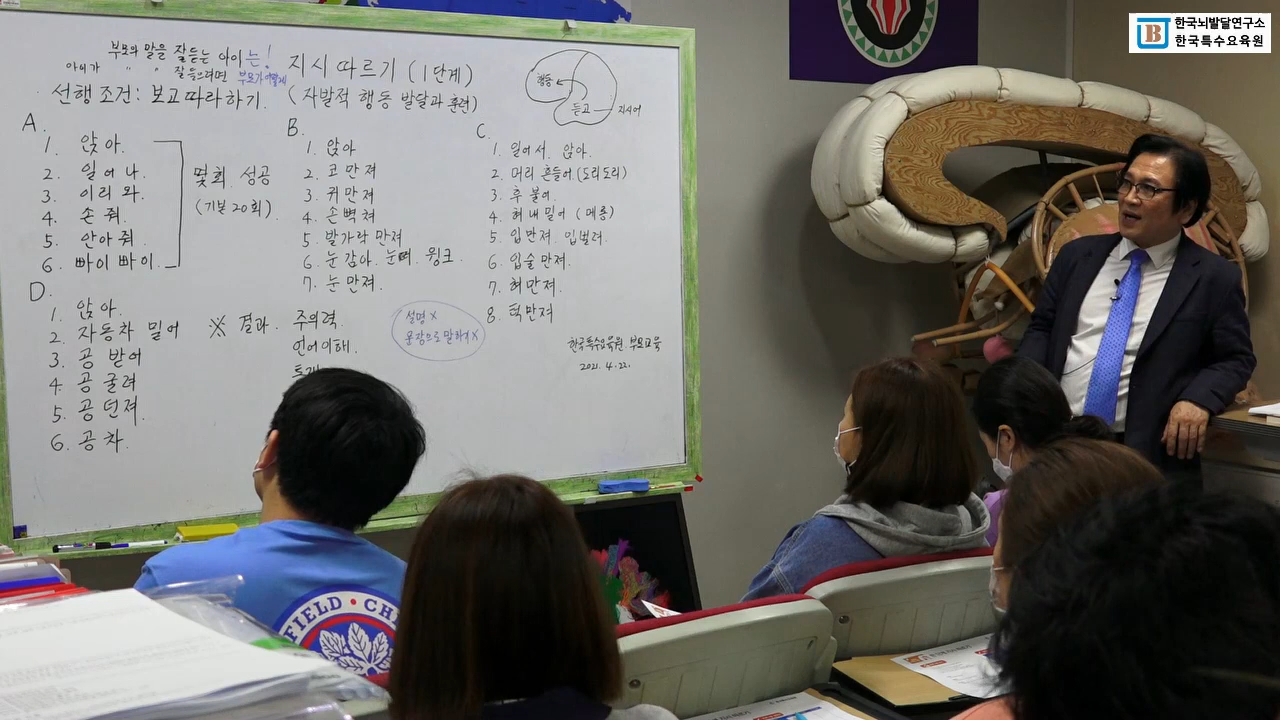 한국뇌발달연구소
한국특수요육원
부모의 말을 잘듣는 아이는!
아이가 〃 〃 잘들으려면 부모가 어떻게
지시따르기 (1단계)
선행 조건: 보고따라하기. (자발적 행동 발달과 훈련)
행동
듣고
지시어
A.
1. 앉아.
2. 일어나.
3. 이리와.
4. 손 줘.
5. 안아줘.
6. 빠이빠이.
몇회 성공
(기본 20회)
B.
1. 앉아
2. 코만져
3. 귀만져
4. 손뼉쳐
5. 발가락 만져
6. 눈감아. 눈떠. 윙크.
7. 눈만져.
C.
1. 일어서. 앉아.
2. 머리 흔들어(도리도리)
3. 후 불어.
4. 혀내밀어 (메롱)
5. 입만져. 입벌려.
6. 입술만져.
7. 혀만져.
8. 턱만져
D.
1. 앉아.
2. 자동차 밀어
3. 공 받어
4. 공 굴려
5. 공 던져.
6. 공 차.
※ 결과. 주의력.
언어이해.
설명 X
문장으로 말하기 X
한국특수요육원 부모교육
2021. 4. 22.
FIELD · CH